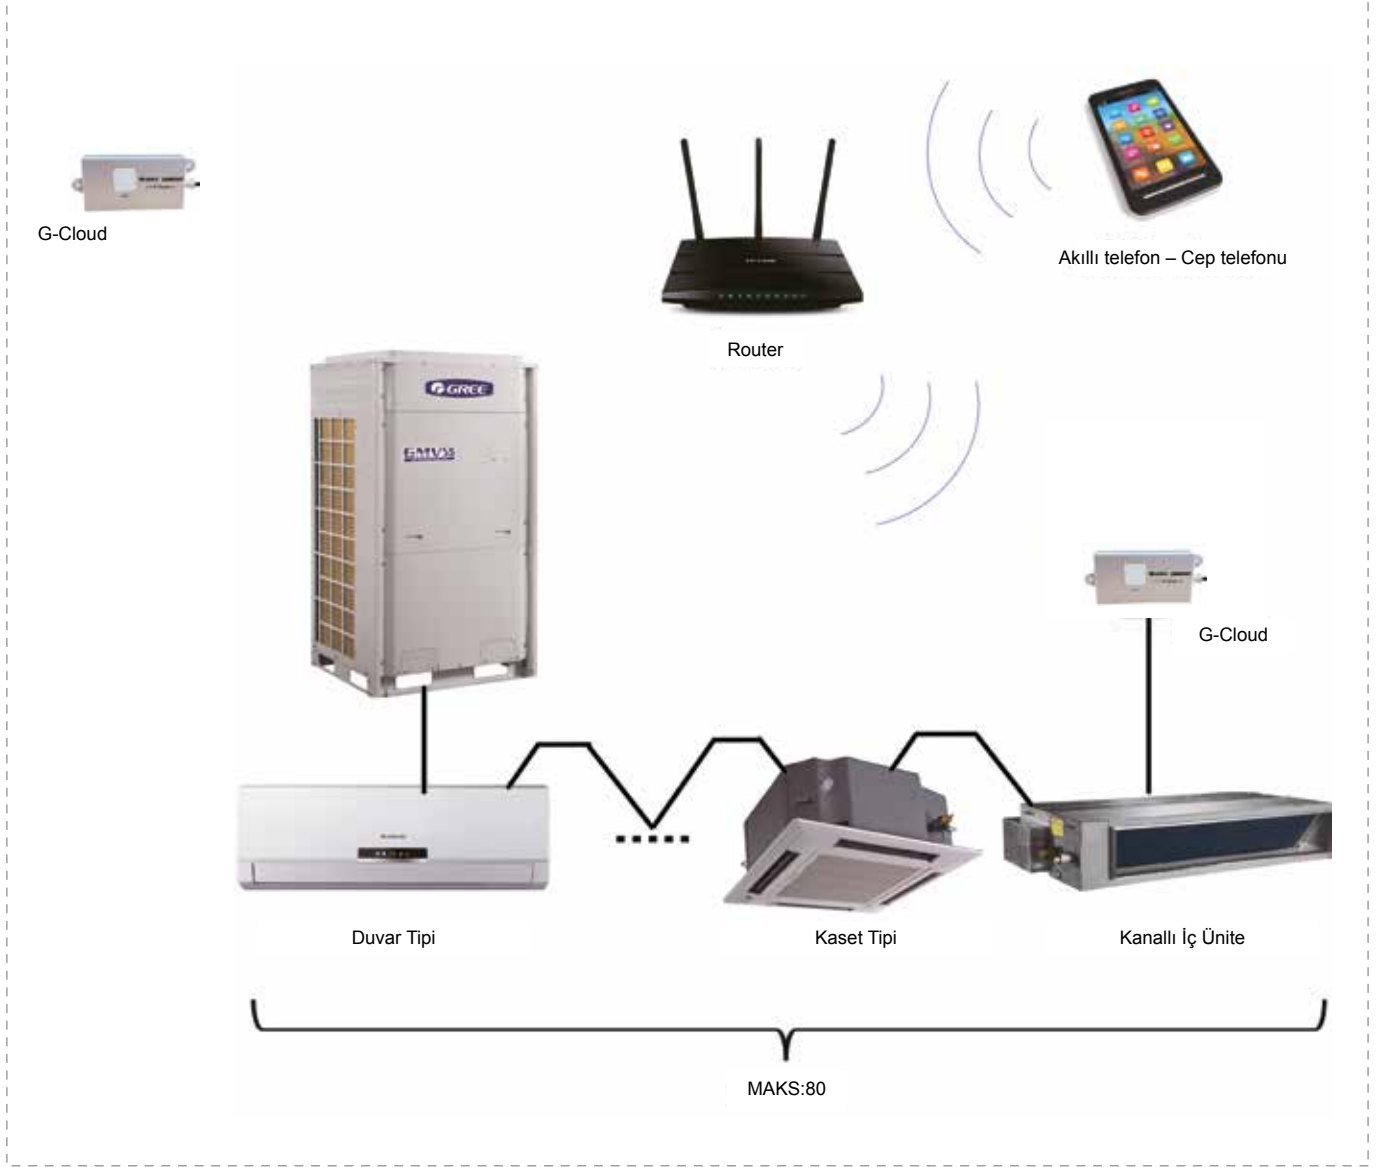 G-Cloud
Akıllı telefon – Cep telefonu
Router
GREE
GMV5
G-Cloud
Duvar Tipi
Kaset Tipi
Kanallı İç Ünite
MAKS:80